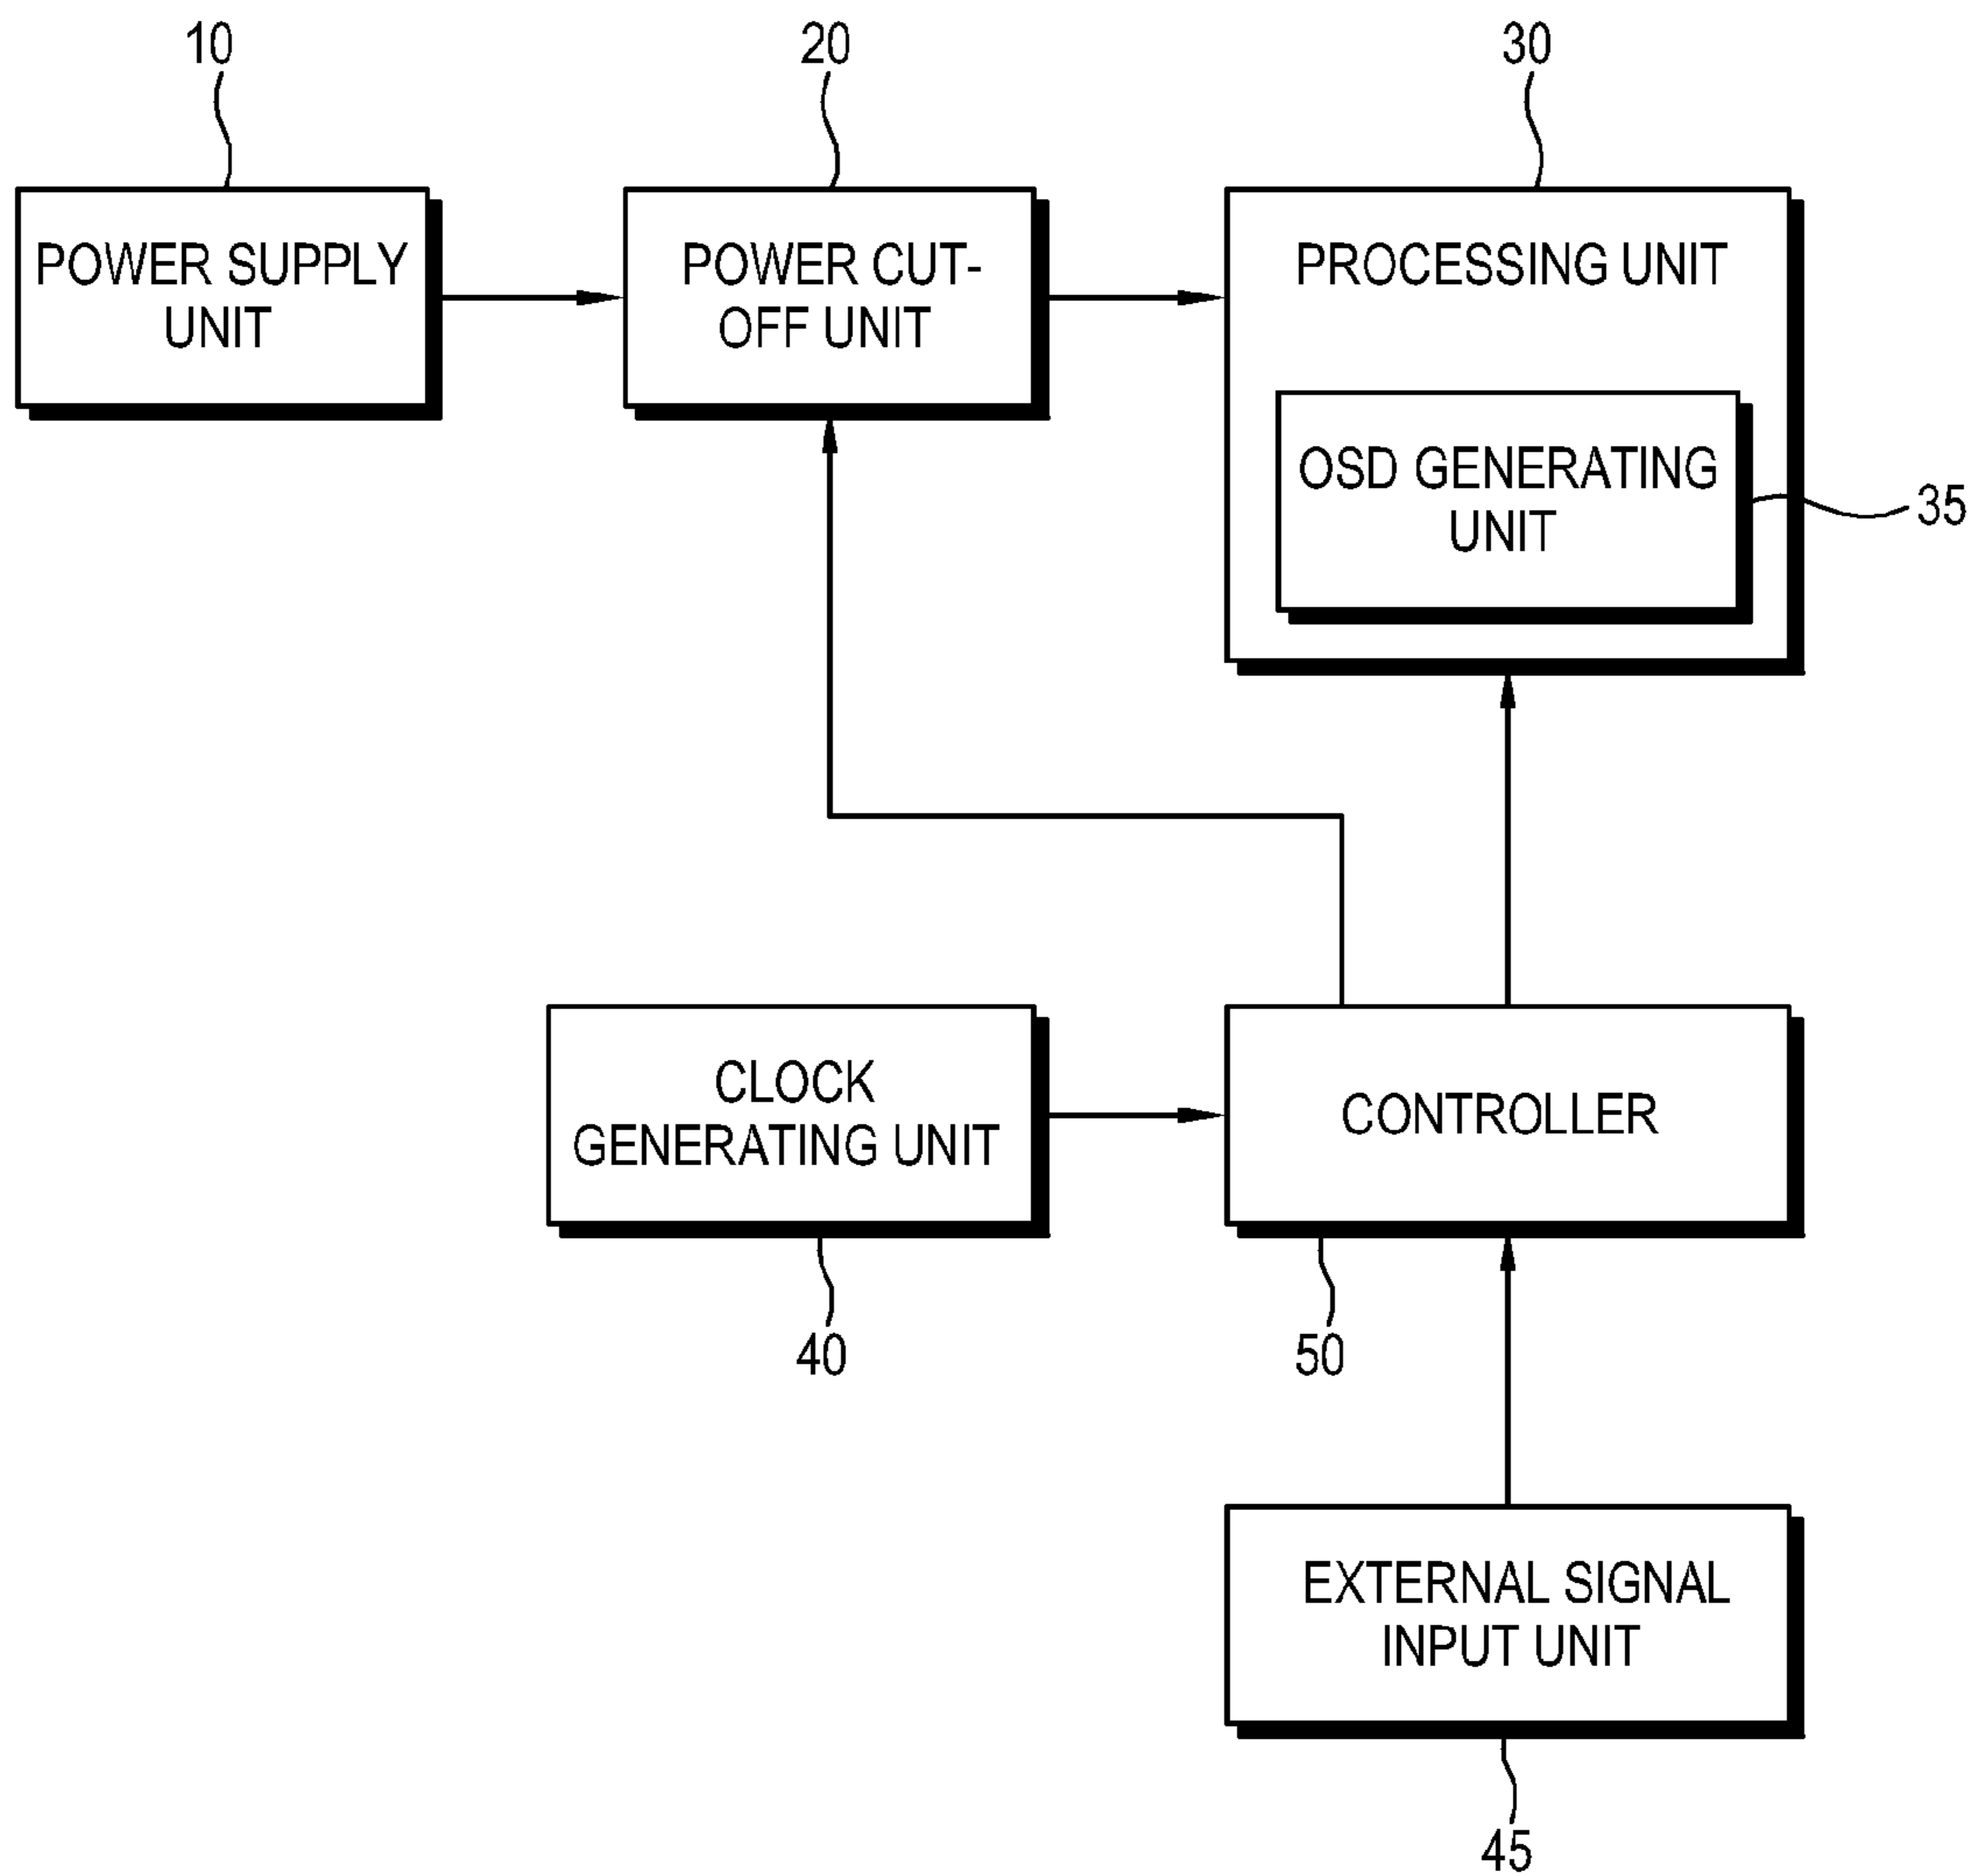 10
20
30
POWER SUPPLY
UNIT
POWER CUT-
OFF UNIT
PROCESSING UNIT
OSD GENERATING
UNIT
35
CLOCK
GENERATING UNIT
CONTROLLER
40
50
EXTERNAL SIGNAL
INPUT UNIT
45